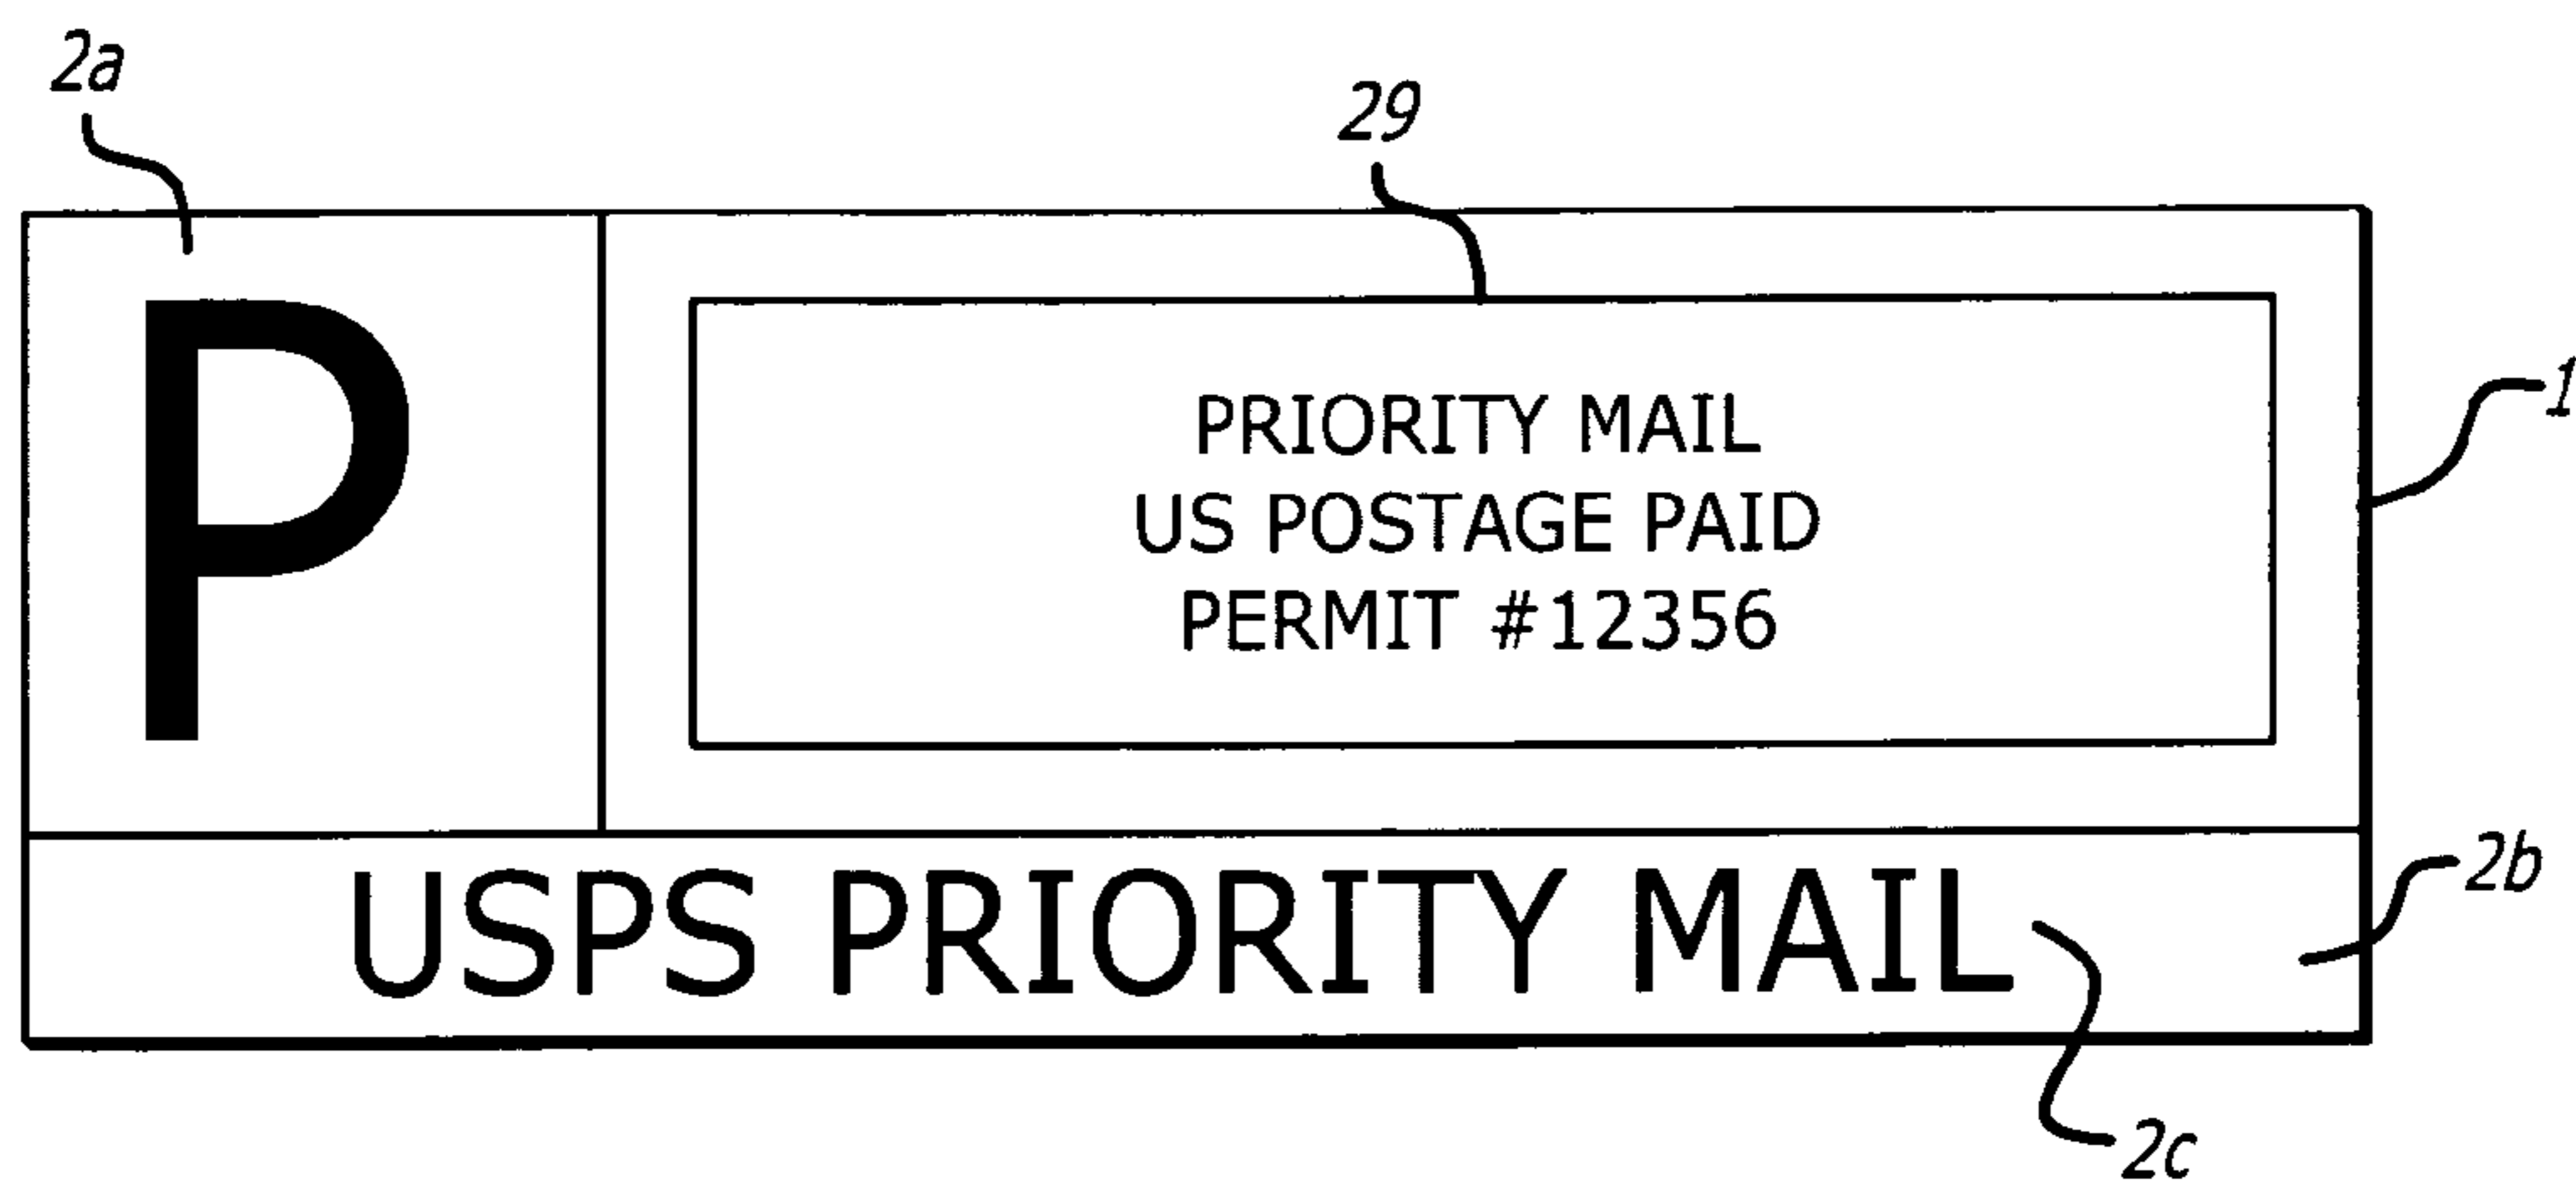 2a
29
P
PRIORITY MAIL
US POSTAGE PAID
PERMIT #12356
1
USPS PRIORITY MAIL
2b
2c